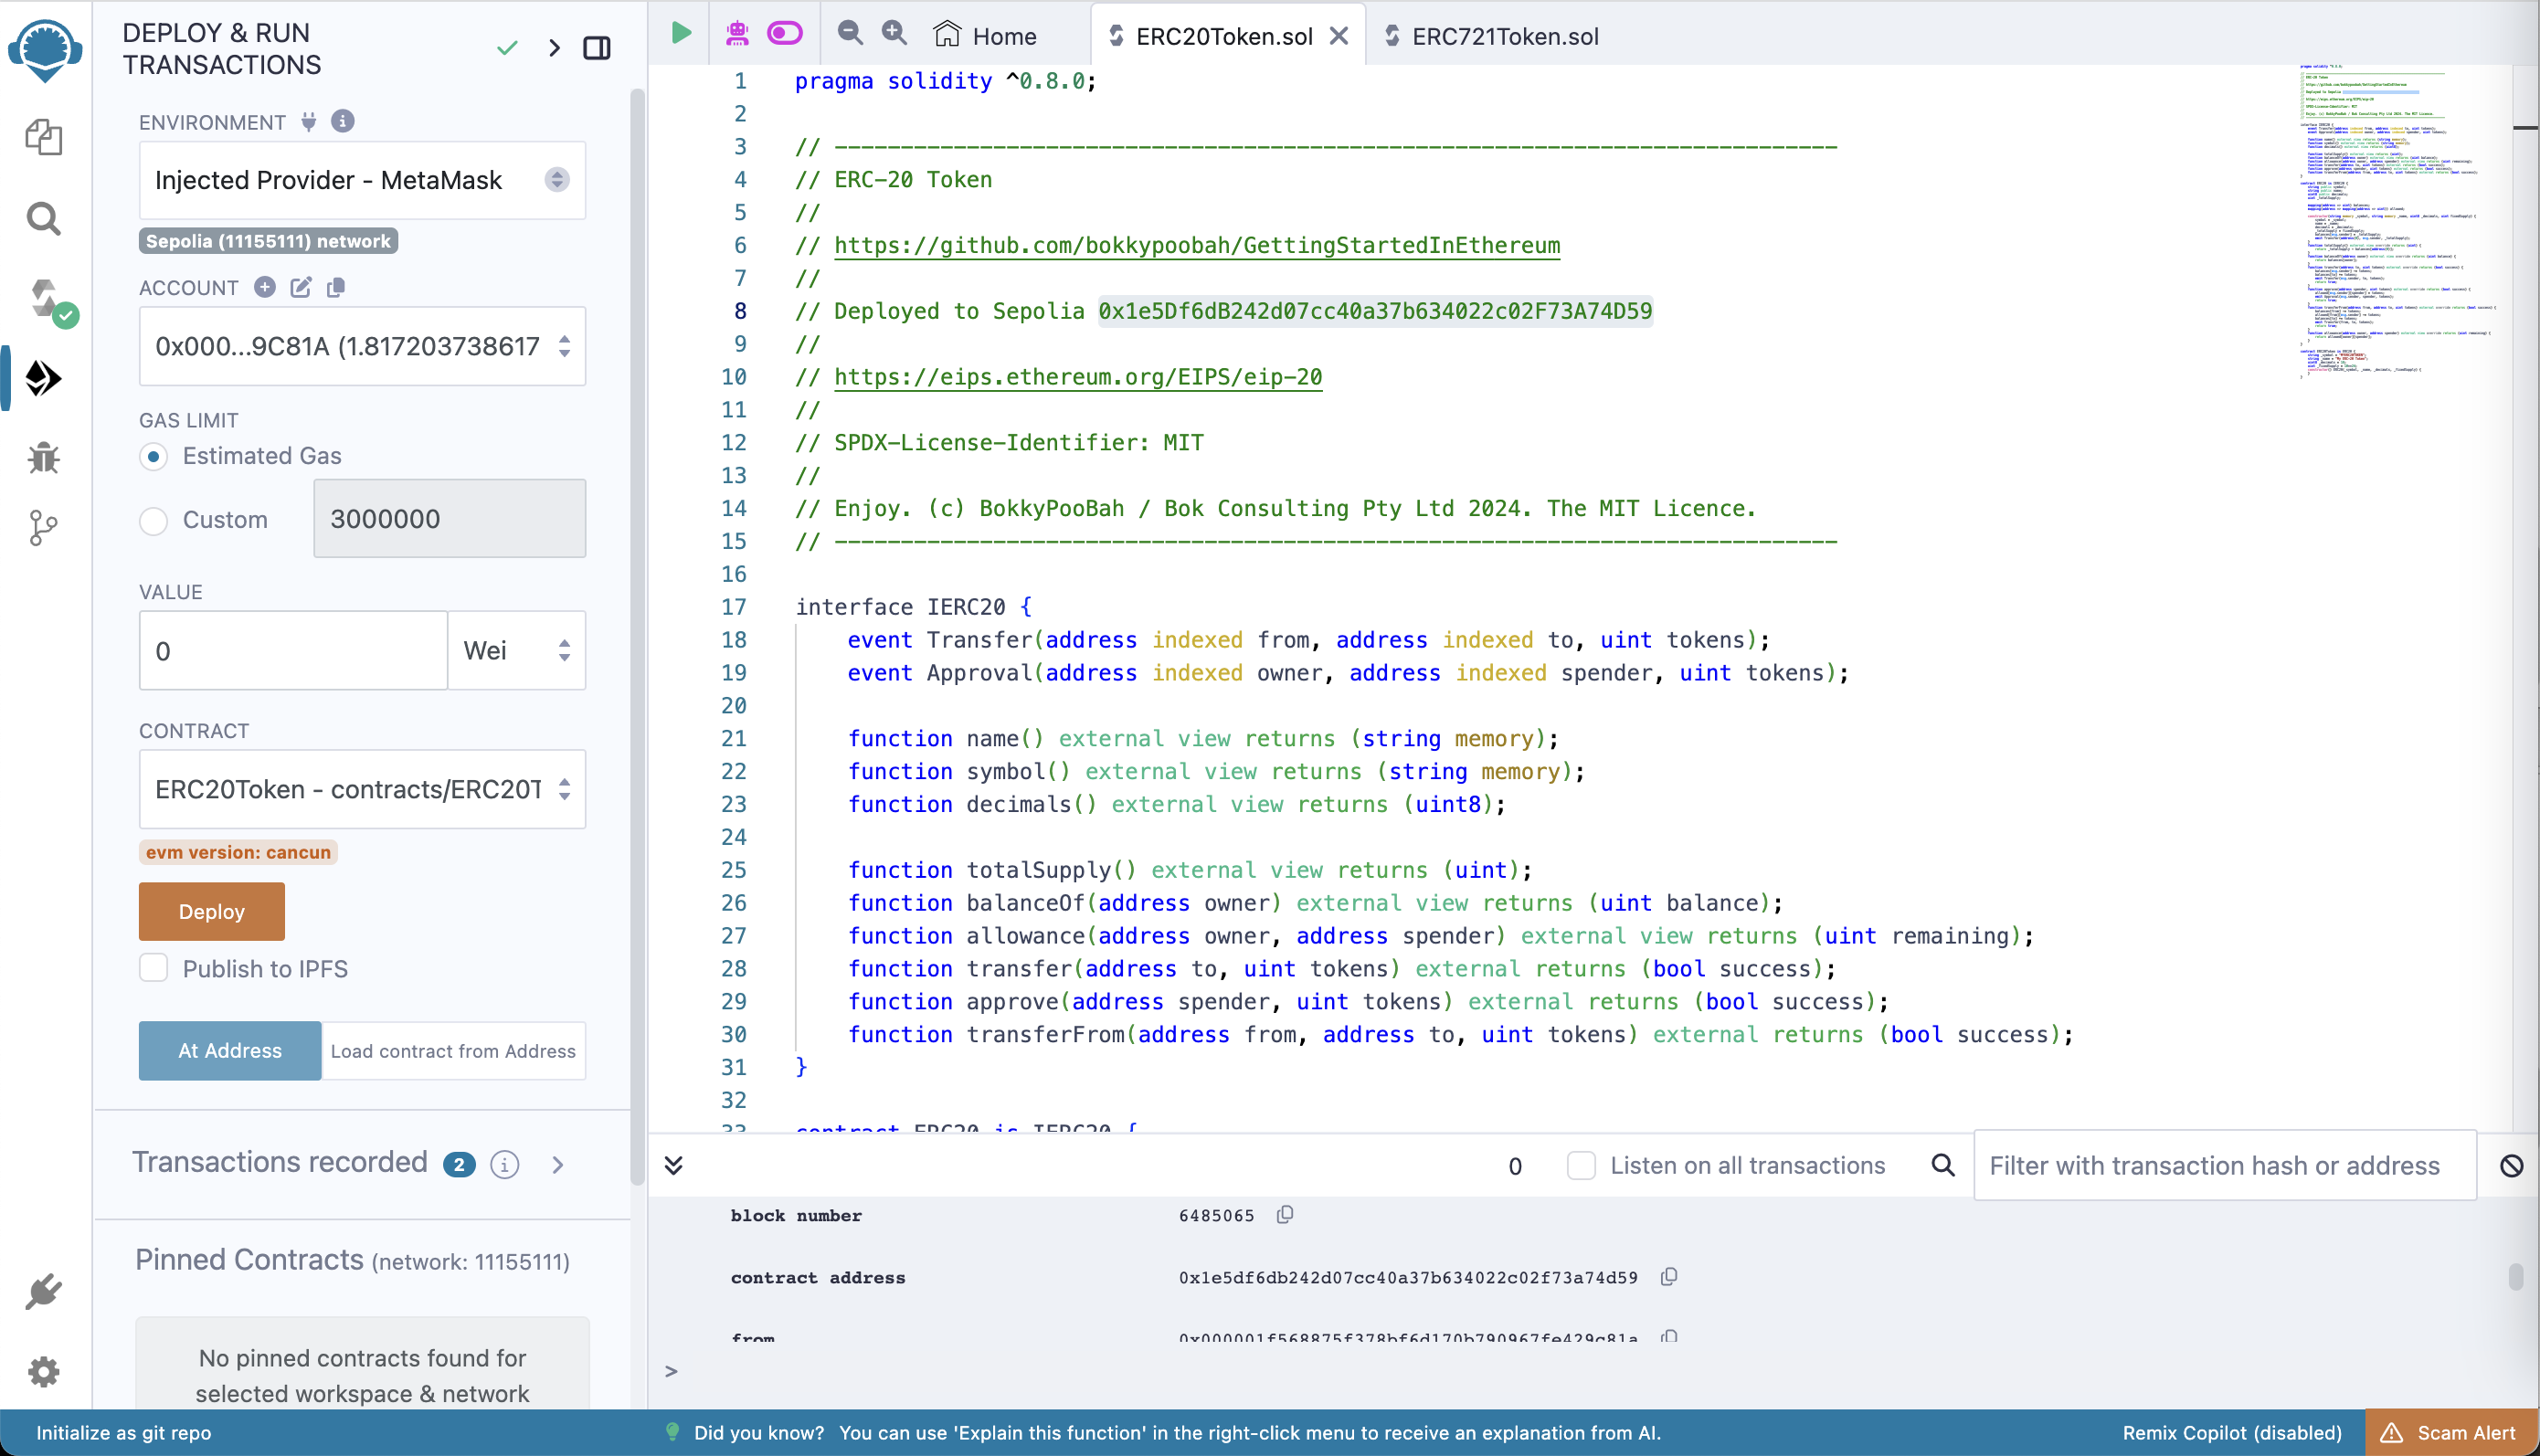 DEPLOY & RUN
TRANSACTIONS
ENVIRONMENT
Injected Provider - MetaMask
Sepolia (11155111) network
ACCOUNT
0x000...9C81A (1.817203738617
GAS LIMIT
Estimated Gas
Custom
3000000
VALUE
0
Wei
CONTRACT
ERC20Token - contracts/ERC20T
evm version: cancun
Deploy
Publish to IPFS
At Address
Load contract from Address
Transactions recorded 2
Pinned Contracts (network: 11155111)
No pinned contracts found for
selected workspace & network
Home
ERC20Token.sol
ERC721Token.sol
1 pragma solidity ^0.8.0;
2
3 // ----------------------------------------------------------------------------
4 // ERC-20 Token
5 //
6 // https://github.com/bokkypoobah/GettingStartedInEthereum
7 //
8 // Deployed to Sepolia 0x1e5Df6dB242d07cc40a37b634022c02F73A74D59
9 //
10 // https://eips.ethereum.org/EIPS/eip-20
11 //
12 // SPDX-License-Identifier: MIT
13 //
14 // Enjoy. (c) BokkyPooBah / Bok Consulting Pty Ltd 2024. The MIT Licence.
15 // ----------------------------------------------------------------------------
16
17 interface IERC20 {
18 event Transfer(address indexed from, address indexed to, uint tokens);
19 event Approval(address indexed owner, address indexed spender, uint tokens);
20
21 function name() external view returns (string memory);
22 function symbol() external view returns (string memory);
23 function decimals() external view returns (uint8);
24
25 function totalSupply() external view returns (uint);
26 function balanceOf(address owner) external view returns (uint balance);
27 function allowance(address owner, address spender) external view returns (uint remaining);
28 function transfer(address to, uint tokens) external returns (bool success);
29 function approve(address spender, uint tokens) external returns (bool success);
30 function transferFrom(address from, address to, uint tokens) external returns (bool success);
31 }
32
33 contract ERC20 is IERC20 {
0
Listen on all transactions
Filter with transaction hash or address
block number 6485065
contract address 0x1e5df6db242d07cc40a37b634022c02f73a74d59
from 0x000001f568875f378bf6d170b790967fe429c81a
>
Initialize as git repo
Did you know? You can use 'Explain this function' in the right-click menu to receive an explanation from AI.
Remix Copilot (disabled)
Scam Alert